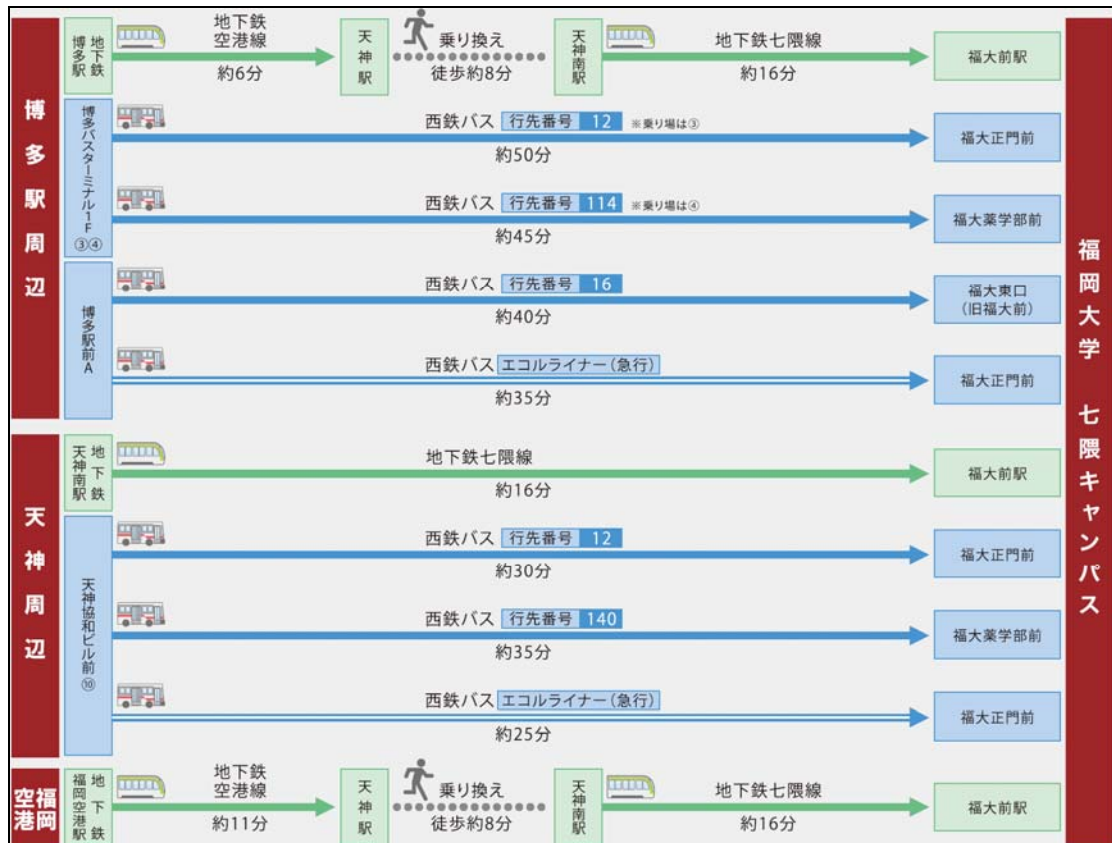 博多駅周辺
地下鉄
博多駅
地下鉄
空港線
約6分
天神駅
乗り換え
徒歩約8分
天神南駅
地下鉄七隈線
約16分
福大前駅
博多バスターミナル1F
③④
西鉄バス 行先番号 12 ※乗り場は③
約50分
福大正門前
西鉄バス 行先番号 114 ※乗り場は④
約45分
福大薬学部前
博多駅前A
西鉄バス 行先番号 16
約40分
福大東口
(旧福大前)
西鉄バス エコルライナー(急行)
約35分
福大正門前
天神周辺
地下鉄
天神南駅
地下鉄七隈線
約16分
福大前駅
天神協和ビル前⑩
西鉄バス 行先番号 12
約30分
福大正門前
西鉄バス 行先番号 140
約35分
福大薬学部前
西鉄バス エコルライナー(急行)
約25分
福大正門前
福岡
空港
地下鉄
福岡空港駅
地下鉄
空港線
約11分
天神駅
乗り換え
徒歩約8分
天神南駅
地下鉄七隈線
約16分
福大前駅
福岡大学 七隈キャンパス